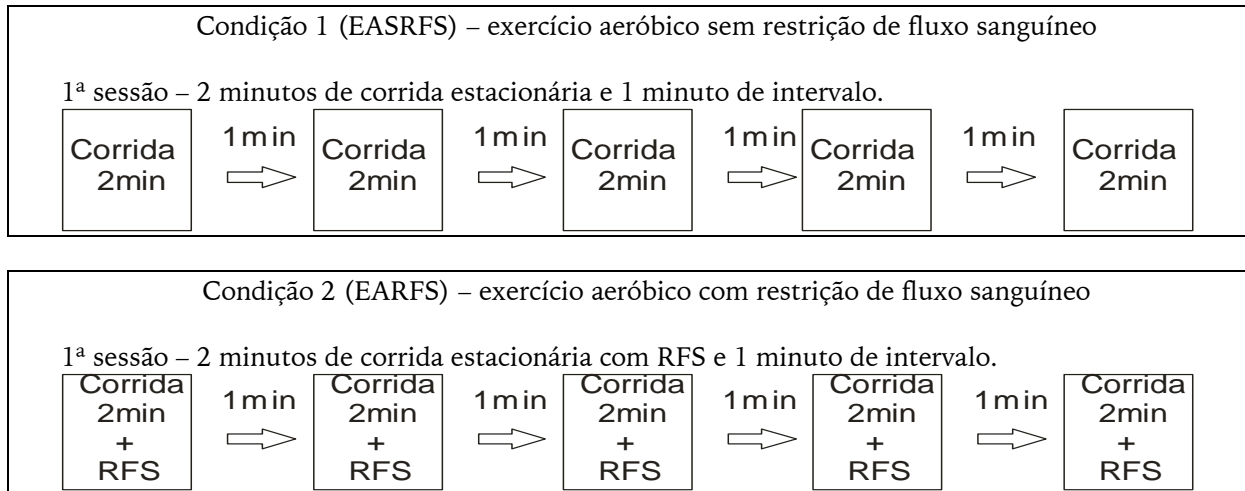 Condição 1 (EASRFS) – exercício aeróbico sem restrição de fluxo sanguíneo
1ª sessão – 2 minutos de corrida estacionária e 1 minuto de intervalo.
Corrida 2min
1min
Corrida 2min
1min
Corrida 2min
1min
Corrida 2min
1min
Corrida 2min
Condição 2 (EARFS) – exercício aeróbico com restrição de fluxo sanguíneo
1ª sessão – 2 minutos de corrida estacionária com RFS e 1 minuto de intervalo.
Corrida 2min + RFS
1min
Corrida 2min + RFS
1min
Corrida 2min + RFS
1min
Corrida 2min + RFS
1min
Corrida 2min + RFS